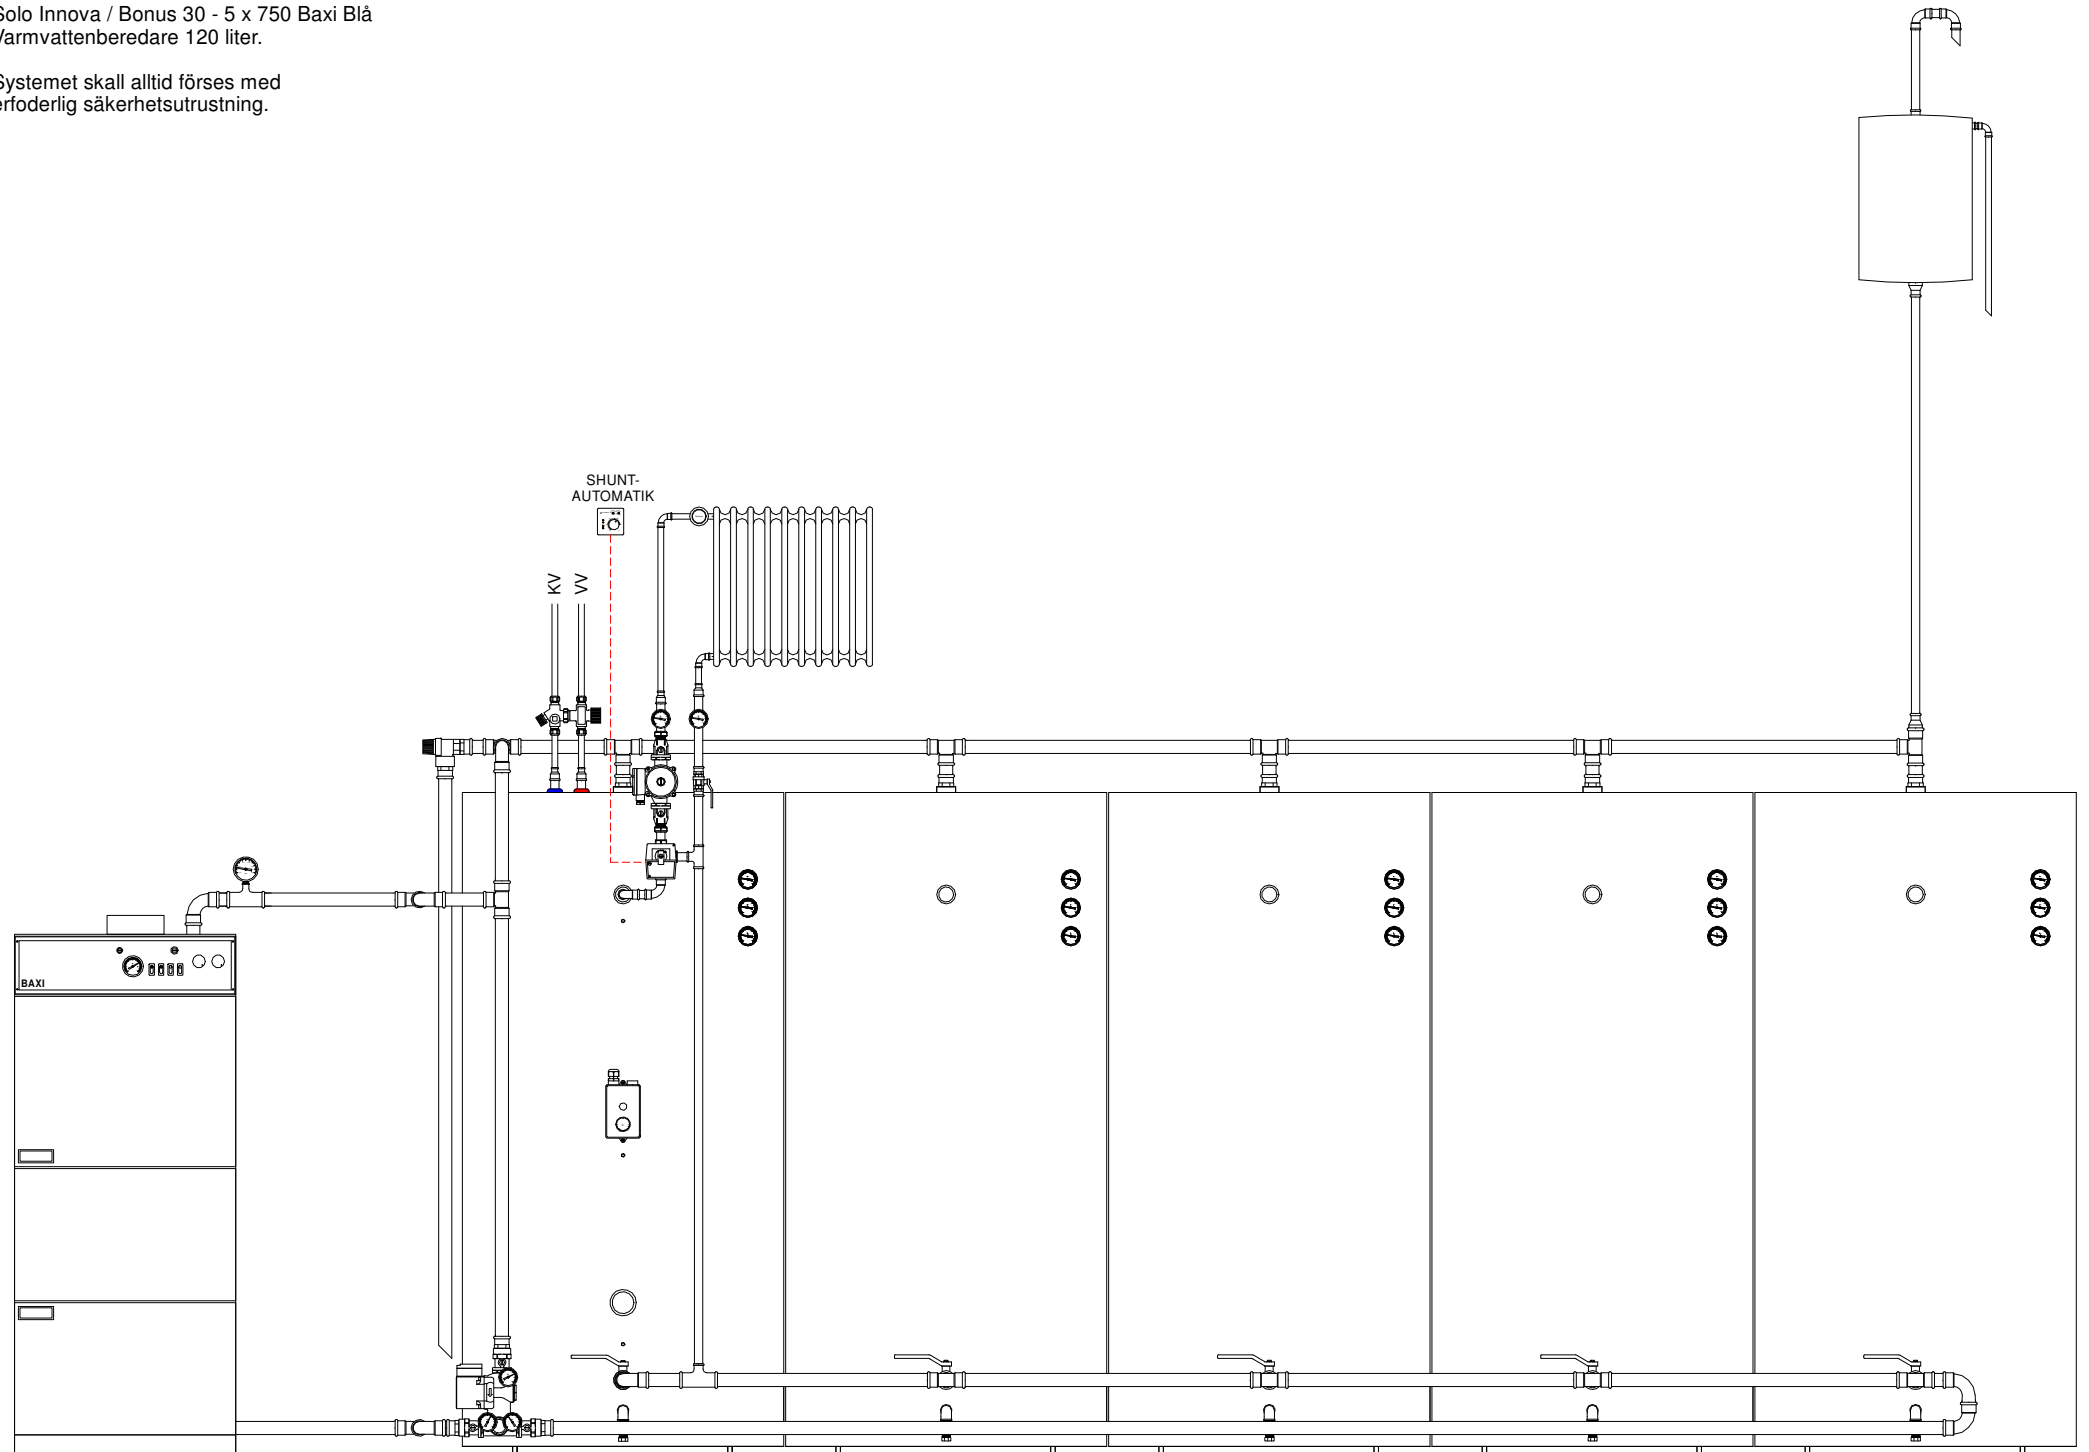 Solo Innova / Bonus 30 - 5 x 750 Baxi Blå
Varmvattenberedare 120 liter.
Systemet skall alltid förses med
erfoderlig säkerhetsutrustning.
SHUNT-
AUTOMATIK
KV
VV
BAXI